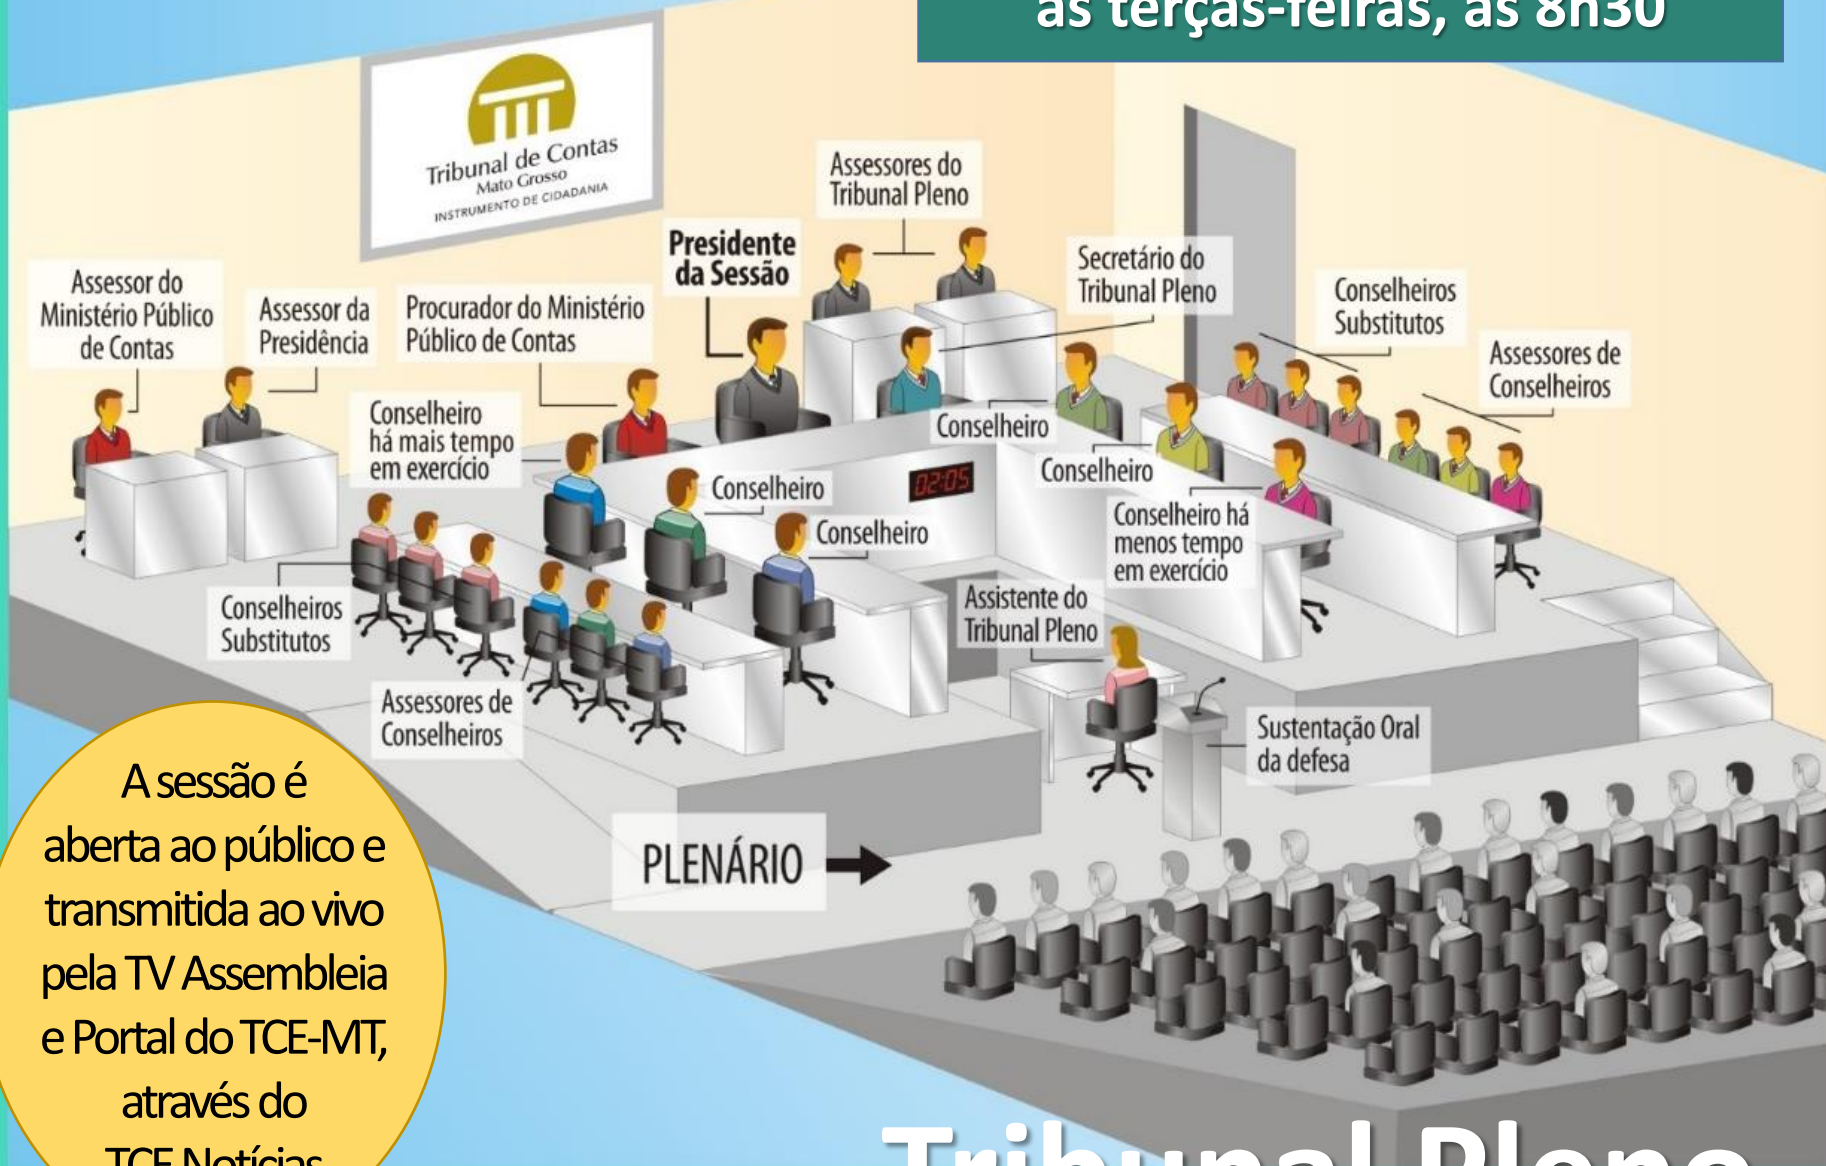 às terças-feiras, às 8h30
Tribunal de Contas
Mato Grosso
INSTRUMENTO DE CIDADANIA
Assessores do
Tribunal Pleno
Presidente
da Sessão
Secretário do
Tribunal Pleno
Assessor do
Ministério Público
de Contas
Assessor da
Presidência
Procurador do Ministério
Público de Contas
Conselheiros
Substitutos
Assessores de
Conselheiros
Conselheiro
há mais tempo
em exercício
Conselheiro
Conselheiro
Conselheiro
Conselheiro
02:05
Conselheiro há
menos tempo
em exercício
Conselheiros
Substitutos
Assistente do
Tribunal Pleno
Assessores de
Conselheiros
Sustentação Oral
da defesa
PLENÁRIO
A sessão é
aberta ao público e
transmitida ao vivo
pela TV Assembleia
e Portal do TCE-MT,
através do
TCE Notícias
Tribunal Pleno